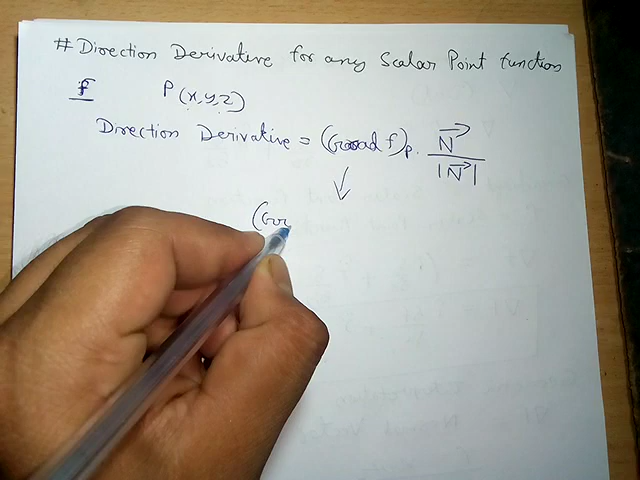 # Direction Derivative for any Scalar Point function
f P(x,y,z)
Direction Derivative = (Grad f)p. N⃗ / |N⃗|
(Gr